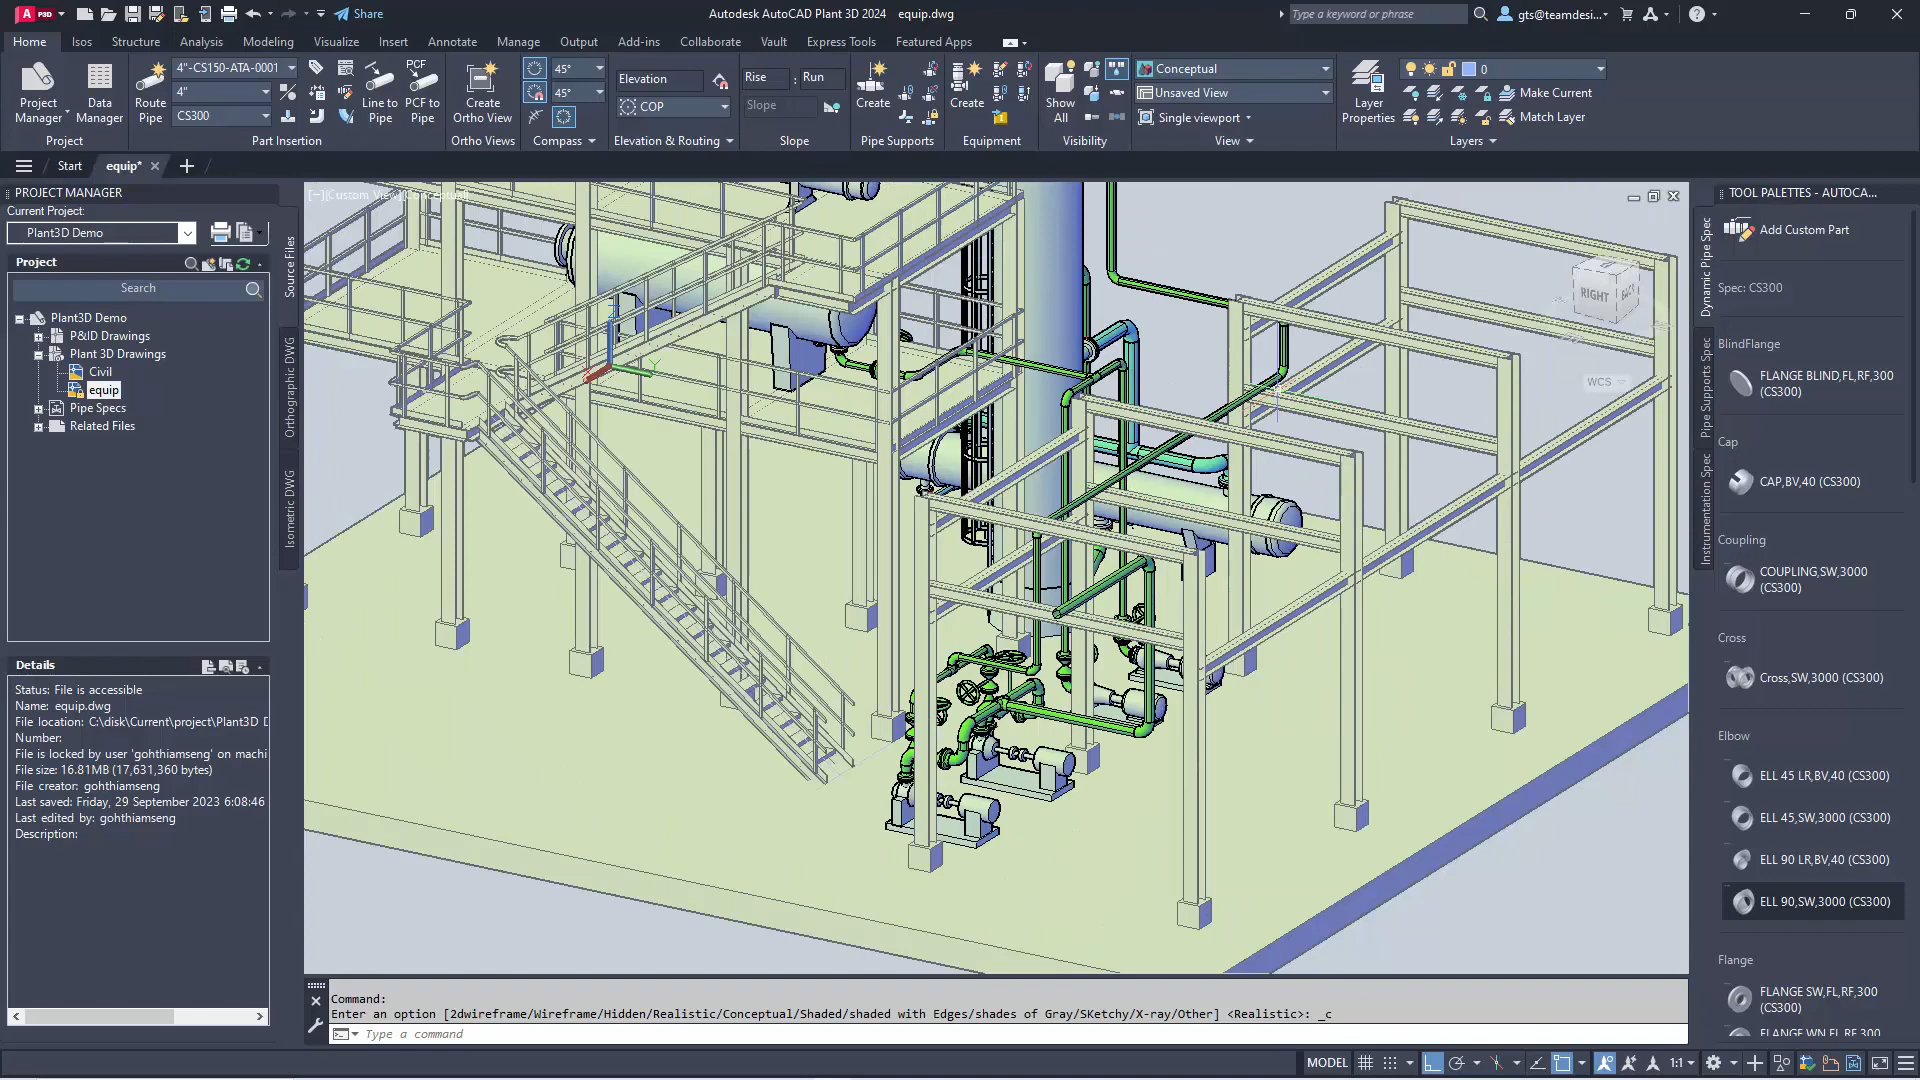 A P3D
Share
Autodesk AutoCAD Plant 3D 2024 equip.dwg
Type a keyword or phrase
gts@teamdesi...
Home Isos Structure Analysis Modeling Visualize Insert Annotate Manage Output Add-ins Collaborate Vault Express Tools Featured Apps
Project Manager
Data Manager
Project
Route Pipe
4"-CS150-ATA-0001
4"
CS300
Line to Pipe
PCF
PCF to Pipe
Part Insertion
Create Ortho View
Ortho Views
45°
45°
Compass
Elevation
COP
Elevation & Routing
Rise : Run
Slope
Slope
Create
Pipe Supports
Create
Equipment
Show All
Visibility
Conceptual
Unsaved View
Single viewport
View
Layer Properties
0
Make Current
Match Layer
Layers
Start equip*
PROJECT MANAGER
Current Project:
Plant3D Demo
Project
Search
Plant3D Demo
P&ID Drawings
Plant 3D Drawings
Civil
equip
Pipe Specs
Related Files
Source Files
Orthographic DWG
Isometric DWG
Details
Status: File is accessible
Name: equip.dwg
File location: C:\disk\Current\project\Plant3D D
Number:
File is locked by user 'gohthiamseng' on machi
File size: 16.81MB (17,631,360 bytes)
File creator: gohthiamseng
Last saved: Friday, 29 September 2023 6:08:46
Last edited by: gohthiamseng
Description:
[−][Custom View][Conceptual]
Z
Y
RIGHT BACK
WCS
TOOL PALETTES - AUTOCA...
Dynamic Pipe Spec
Pipe Supports Spec
Instrumentation Spec
Add Custom Part
Spec: CS300
BlindFlange
FLANGE BLIND,FL,RF,300
(CS300)
Cap
CAP,BV,40 (CS300)
Coupling
COUPLING,SW,3000
(CS300)
Cross
Cross,SW,3000 (CS300)
Elbow
ELL 45 LR,BV,40 (CS300)
ELL 45,SW,3000 (CS300)
ELL 90 LR,BV,40 (CS300)
ELL 90,SW,3000 (CS300)
Flange
FLANGE SW,FL,RF,300
(CS300)
FLANGE WN,FL,RF,300
Command:
Enter an option [2dwireframe/Wireframe/Hidden/Realistic/Conceptual/Shaded/shaded with Edges/shades of Gray/SKetchy/X-ray/Other] <Realistic>: _c
Type a command
MODEL
1:1